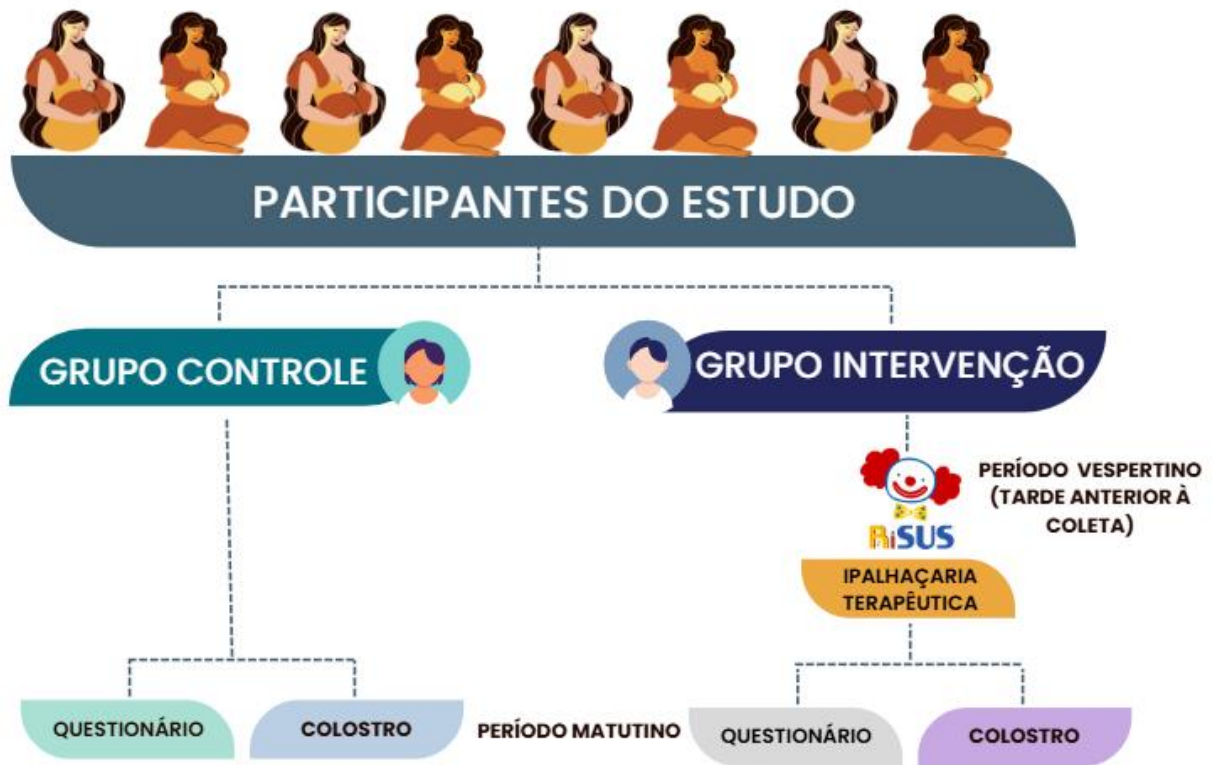 PARTICIPANTES DO ESTUDO
GRUPO CONTROLE
GRUPO INTERVENÇÃO
PERÍODO VESPERTINO
(TARDE ANTERIOR À
COLETA)
RiSUS
IPALHAÇARIA
TERAPÊUTICA
QUESTIONÁRIO
COLOSTRO
PERÍODO MATUTINO
QUESTIONÁRIO
COLOSTRO